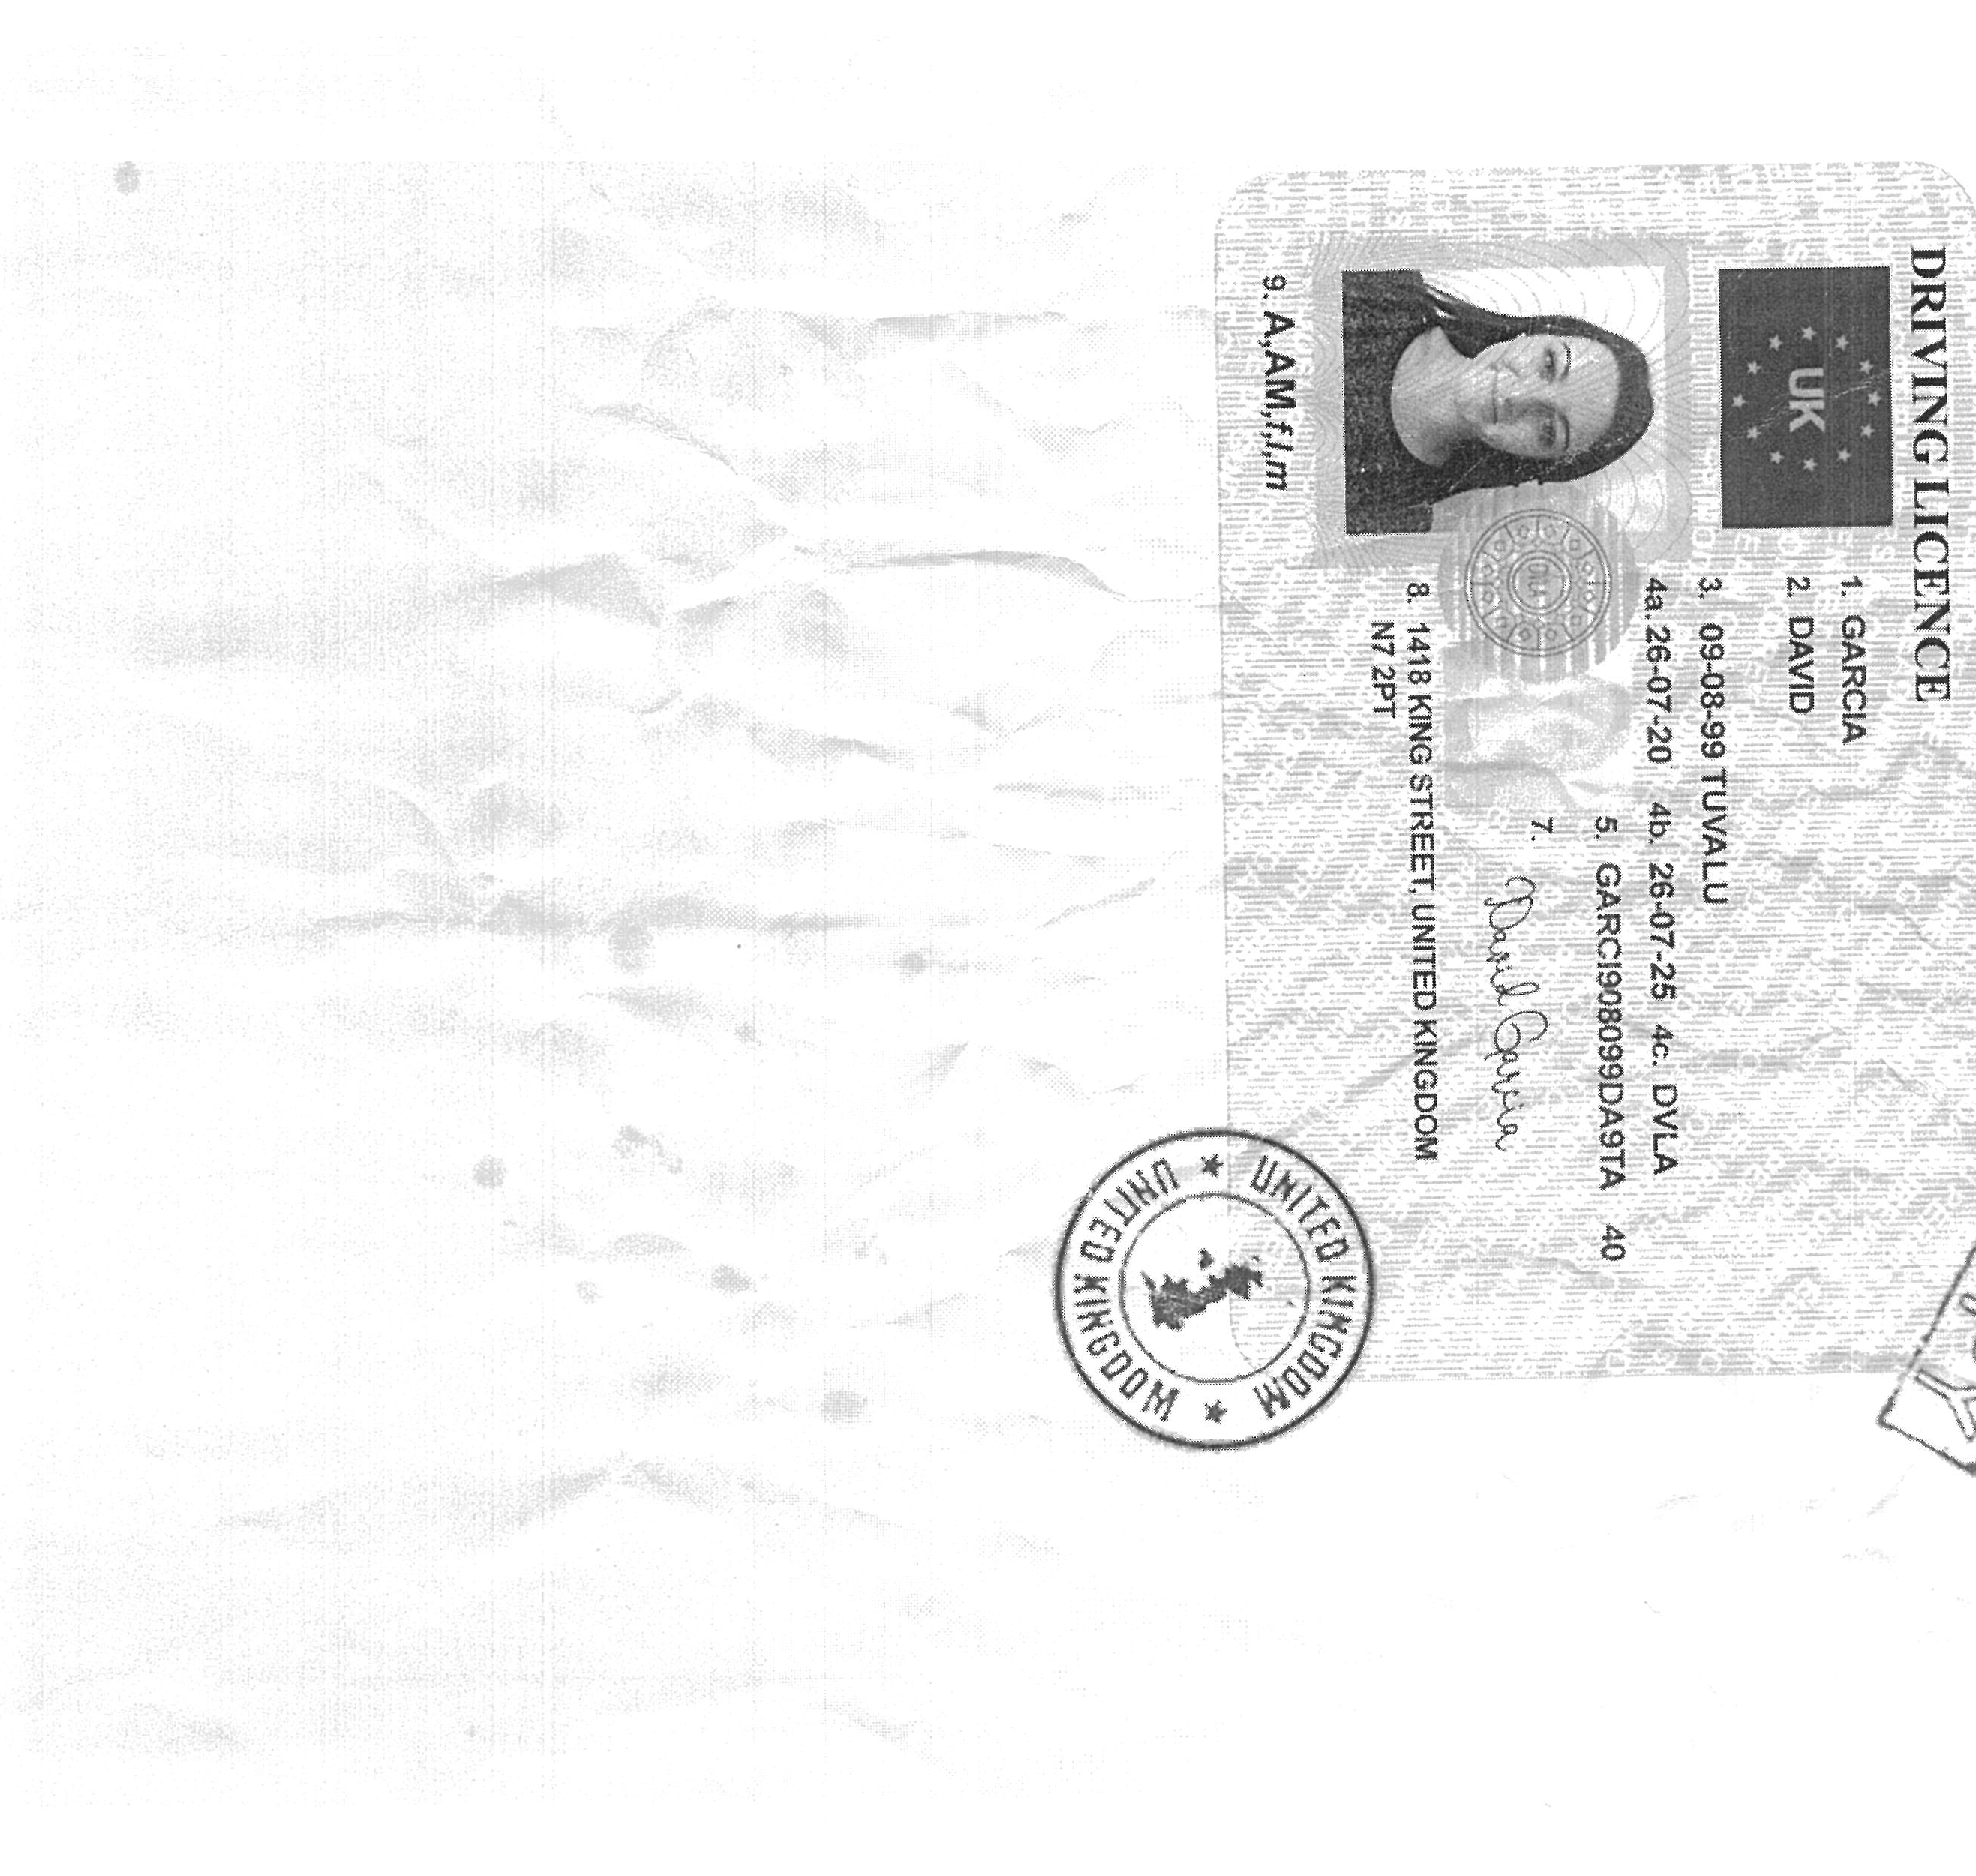 DRIVING LICENCE
UK
1. GARCIA
2. DAVID
3. 09-08-99 TUVALU
4a. 26-07-20 4b. 26-07-25 4c. DVLA
5. GARCI908099DA9TA 40
7. David Garcia
8. 1418 KING STREET, UNITED KINGDOM
N7 2PT
9. A,AM,f,l,m
UNITED KINGDOM
UNITED KINGDOM